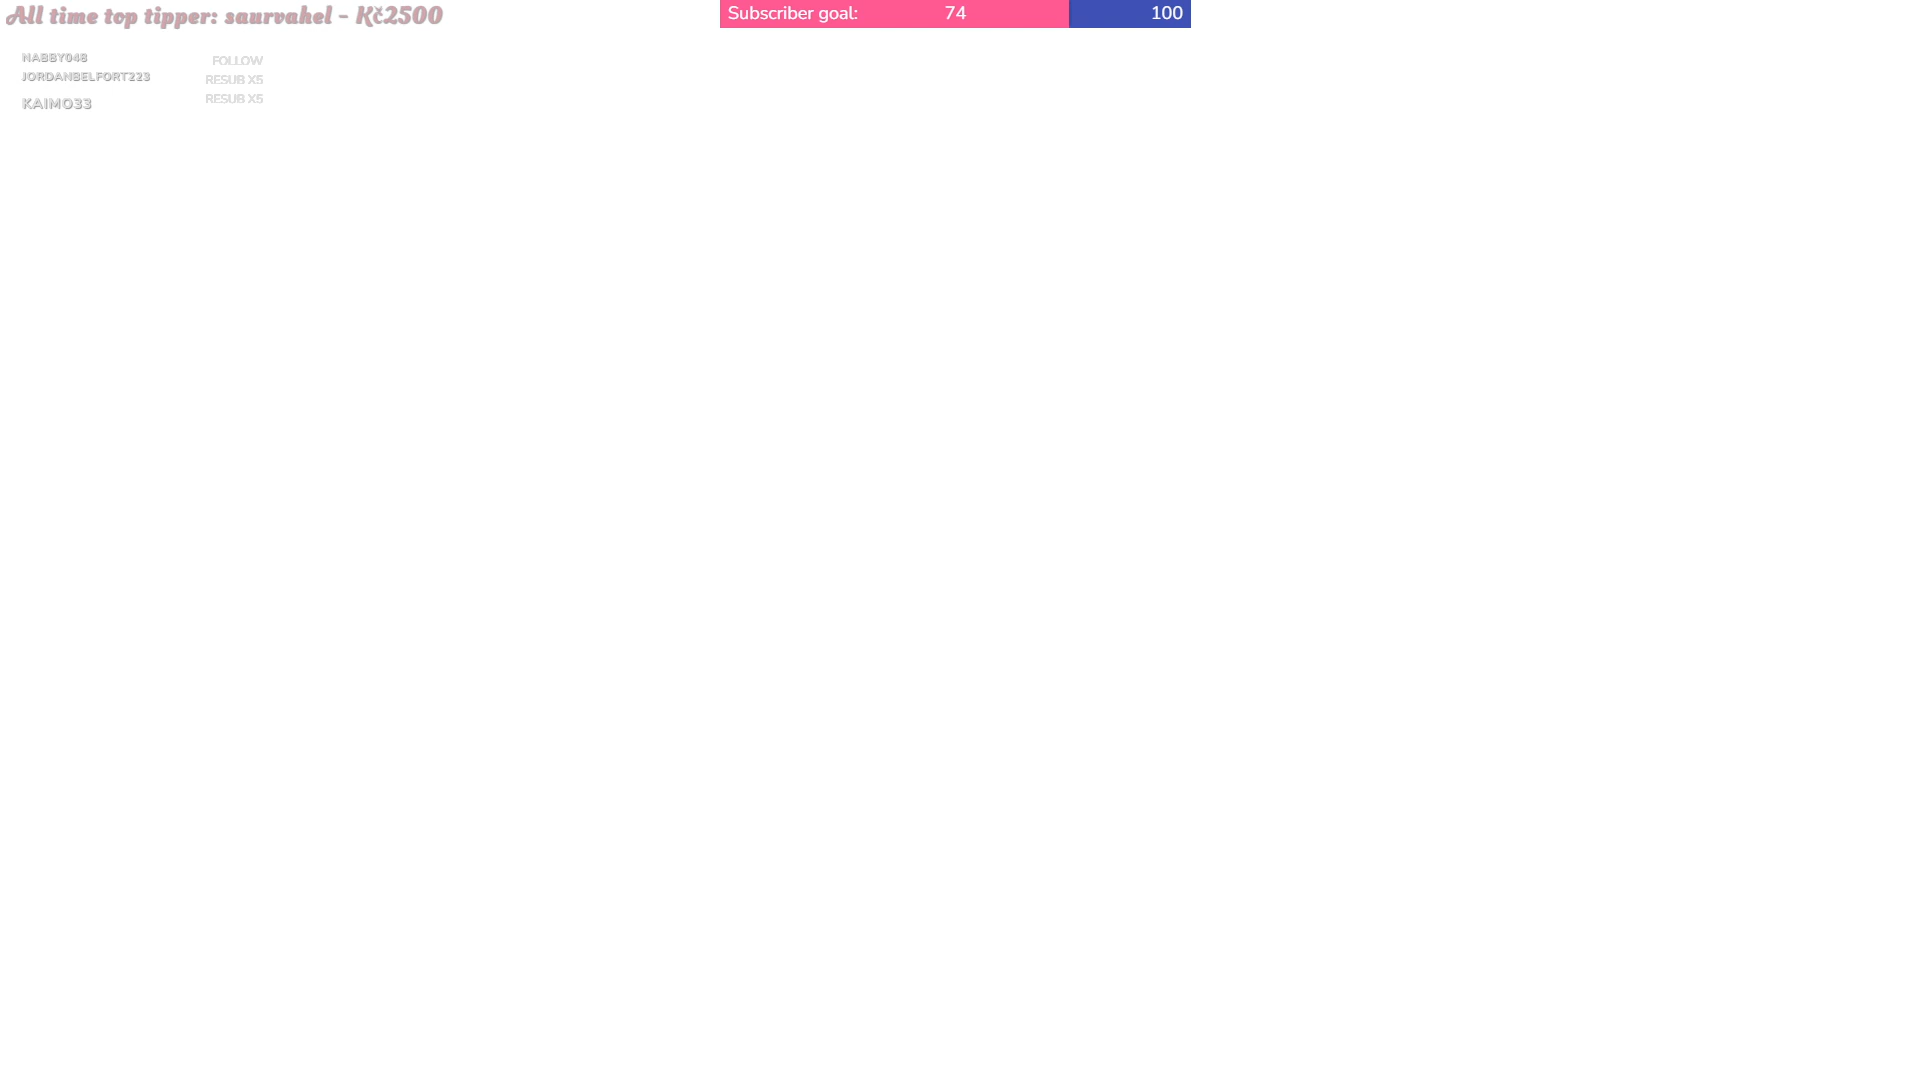 All time top tipper: saurvahel - Kč2500
Subscriber goal: 74 100
NABBY048 FOLLOW
JORDANBELFORT223 RESUB X5
KAIMO33 RESUB X5